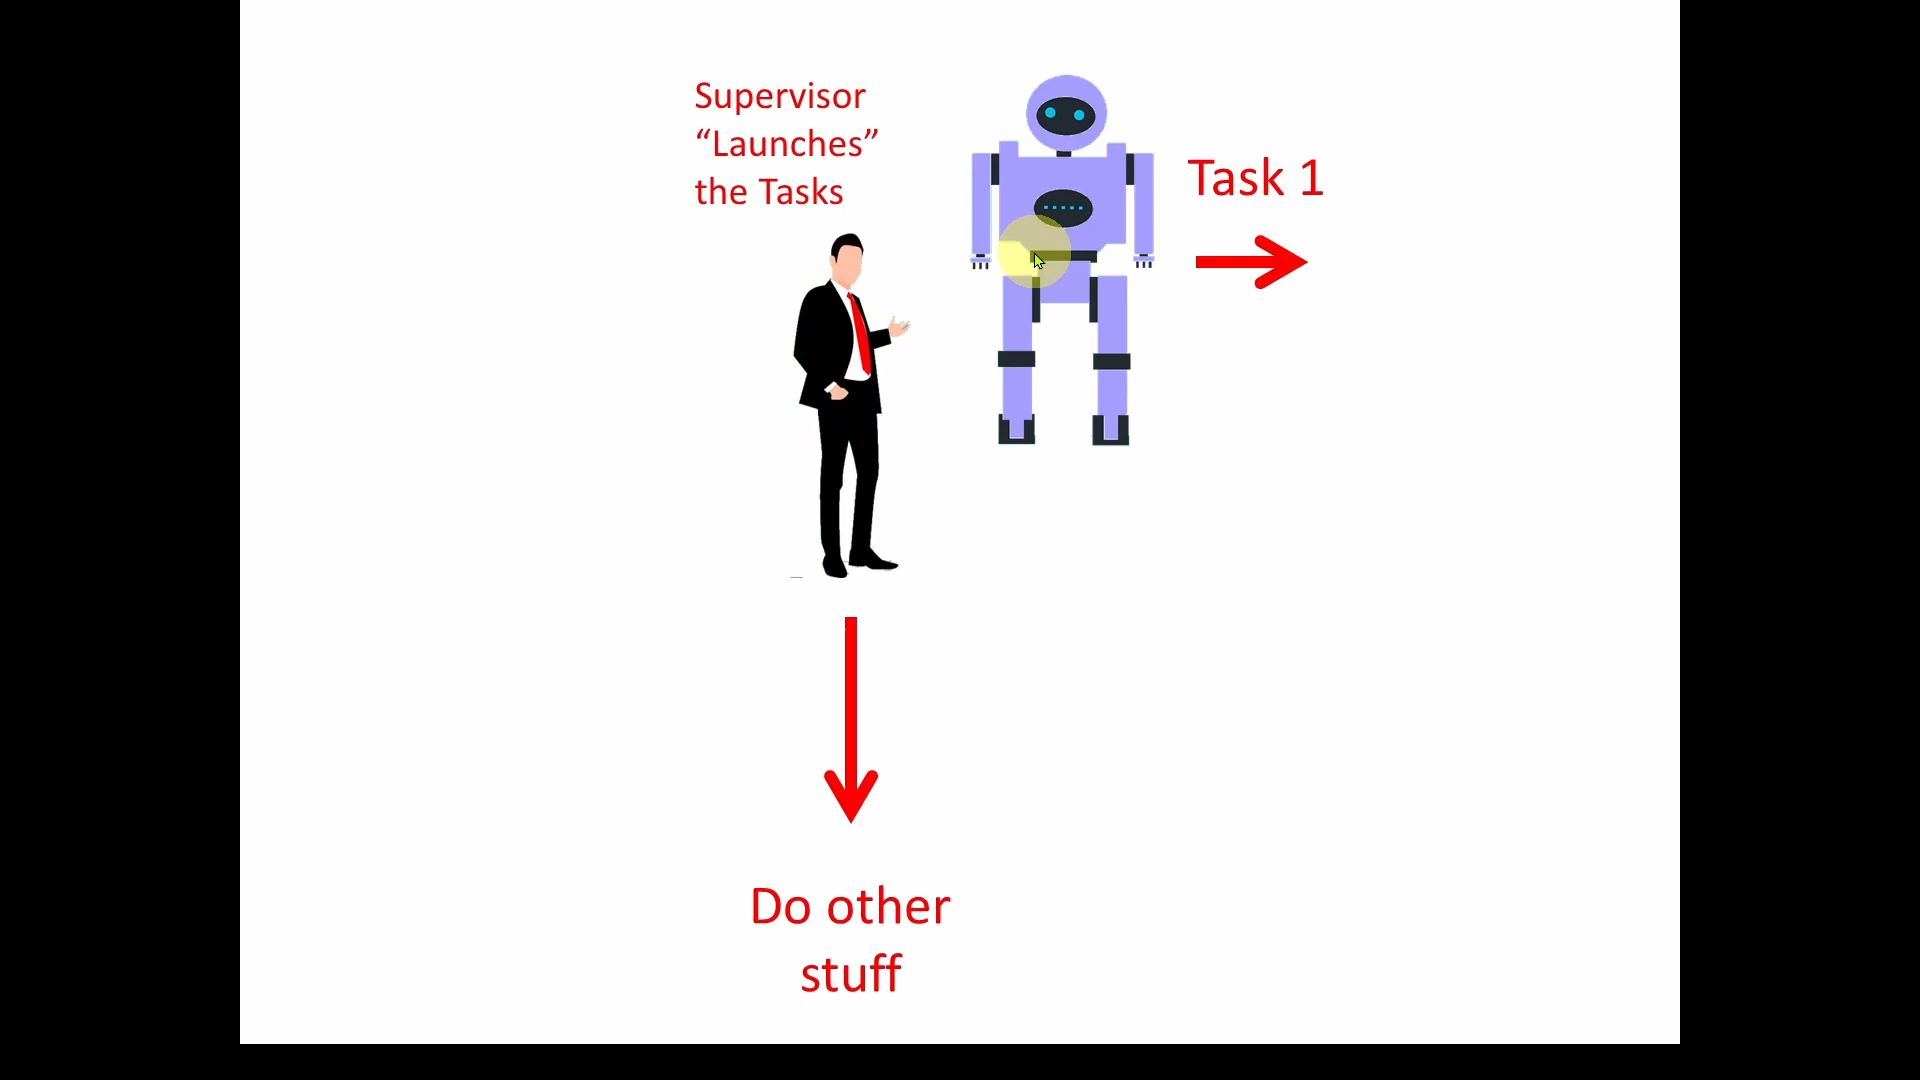 Supervisor
“Launches”
the Tasks
Task 1
Do other
stuff